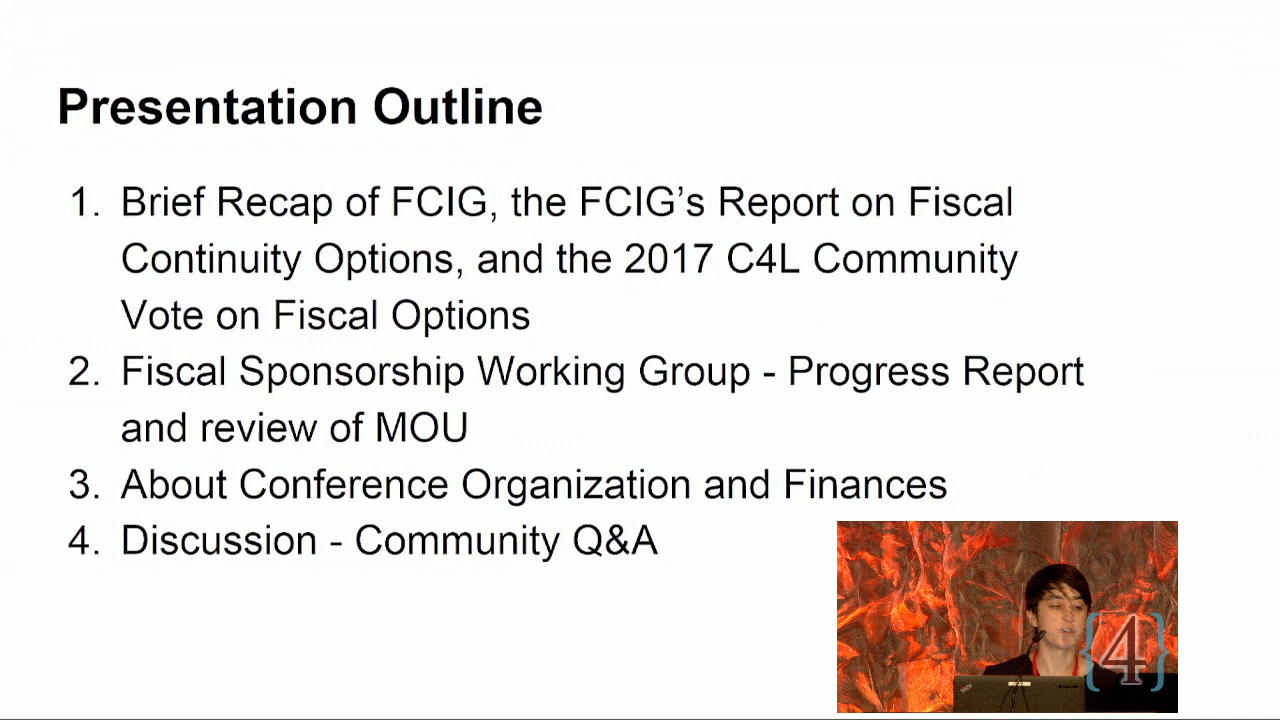 Presentation Outline
1. Brief Recap of FCIG, the FCIG’s Report on Fiscal
Continuity Options, and the 2017 C4L Community
Vote on Fiscal Options
2. Fiscal Sponsorship Working Group - Progress Report
and review of MOU
3. About Conference Organization and Finances
4. Discussion - Community Q&A
{4}